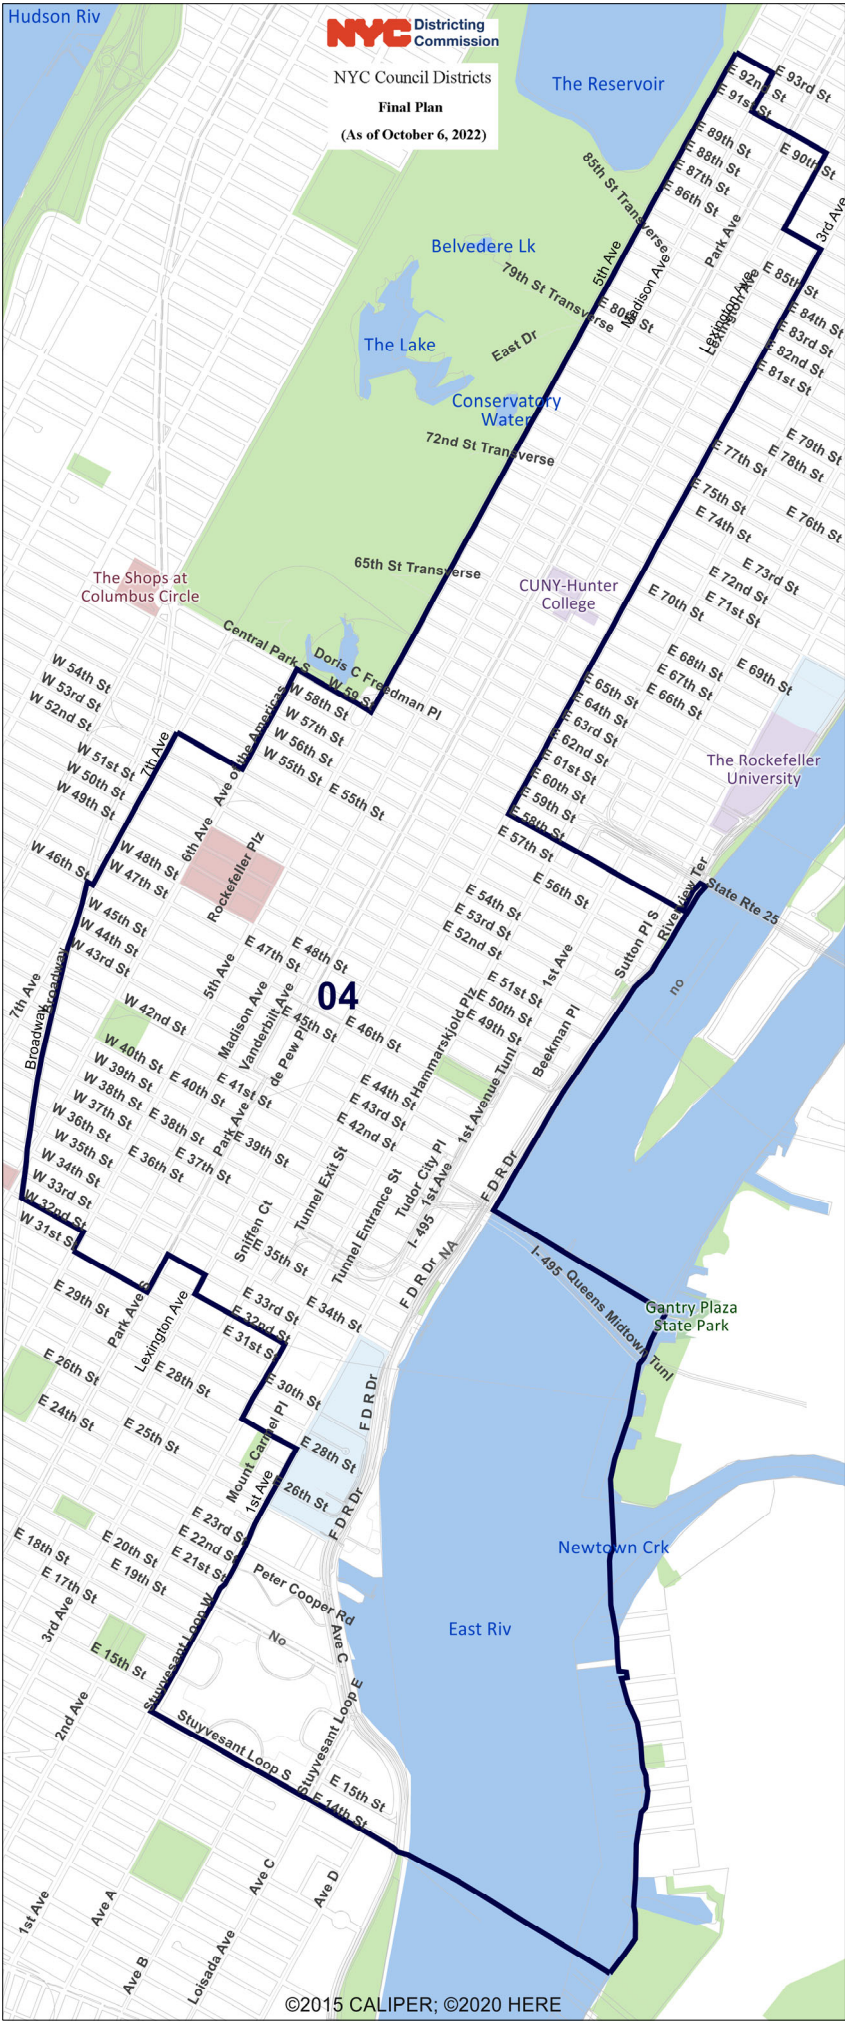 Hudson Riv
NYC Districting
Commission
NYC Council Districts
Final Plan
(As of October 6, 2022)
The Reservoir
E 92nd St
E 93rd St
E 91st St
E 90th St
E 89th St
E 88th St
E 87th St
E 86th St
85th St Transverse
3rd Ave
Park Ave
Belvedere Lk
5th Ave
Madison Ave
79th St Transverse
E 80th St
E 85th St
Lexington Ave
Lexington Ave
E 84th St
E 83rd St
E 82nd St
E 81st St
The Lake
East Dr
Conservatory
Water
72nd St Transverse
E 79th St
E 78th St
E 77th St
E 76th St
E 75th St
E 74th St
65th St Transverse
CUNY-Hunter
College
E 73rd St
E 72nd St
E 71st St
E 70th St
The Shops at
Columbus Circle
Central Park S
Doris C Freedman Pl
W 59 St
E 69th St
E 68th St
E 67th St
E 66th St
E 65th St
E 64th St
E 63rd St
E 62nd St
E 61st St
E 60th St
E 59th St
E 58th St
E 57th St
The Rockefeller
University
W 54th St
W 53rd St
W 52nd St
W 51st St
W 50th St
W 49th St
7th Ave
Ave of the Americas
W 58th St
W 57th St
W 56th St
W 55th St
E 55th St
W 48th St
W 47th St
6th Ave
Rockefeller Plz
W 46th St
W 45th St
W 44th St
W 43rd St
E 56th St
E 54th St
E 53rd St
E 52nd St
Riverview Ter
State Rte 25
Sutton Pl S
no
1st Ave
E 48th St
E 47th St
5th Ave
Madison Ave
Vanderbilt Ave
04
E 45th St
E 46th St
de Pew Pl
E 51st St
E 50th St
E 49th St
Hammarskjold Plz
Beekman Pl
1st Avenue Tunl
7th Ave
Broadway
Broadway
W 42nd St
W 40th St
W 39th St
W 38th St
W 37th St
W 36th St
W 35th St
W 34th St
W 33rd St
W 32nd St
W 31st St
E 40th St
E 41st St
E 38th St
E 37th St
E 36th St
Park Ave
E 39th St
E 44th St
E 43rd St
E 42nd St
Tudor City Pl
1st Ave
I- 495
F D R Dr
Tunnel Exit St
Tunnel Entrance St
Sniffen Ct
E 35th St
F D R Dr
NA
I- 495
Queens Midtown Tunl
Gantry Plaza
State Park
E 34th St
E 33rd St
E 32nd St
E 31st St
E 30th St
E 29th St
Park Ave S
Lexington Ave
E 28th St
E 26th St
E 24th St
E 25th St
F D R Dr
Mount Carmel Pl
1st Ave
E 28th St
26th St
F D R Dr
E 23rd St
E 22nd St
E 21st St
E 20th St
E 19th St
E 18th St
E 17th St
3rd Ave
E 15th St
2nd Ave
Newtown Crk
East Riv
Peter Cooper Rd
Ave C
No
Stuyvesant Loop W
Stuyvesant Loop S
Stuyvesant Loop E
E 15th St
E 14th St
1st Ave
Ave A
Ave B
Ave C
Loisada Ave
Ave D
©2015 CALIPER; ©2020 HERE